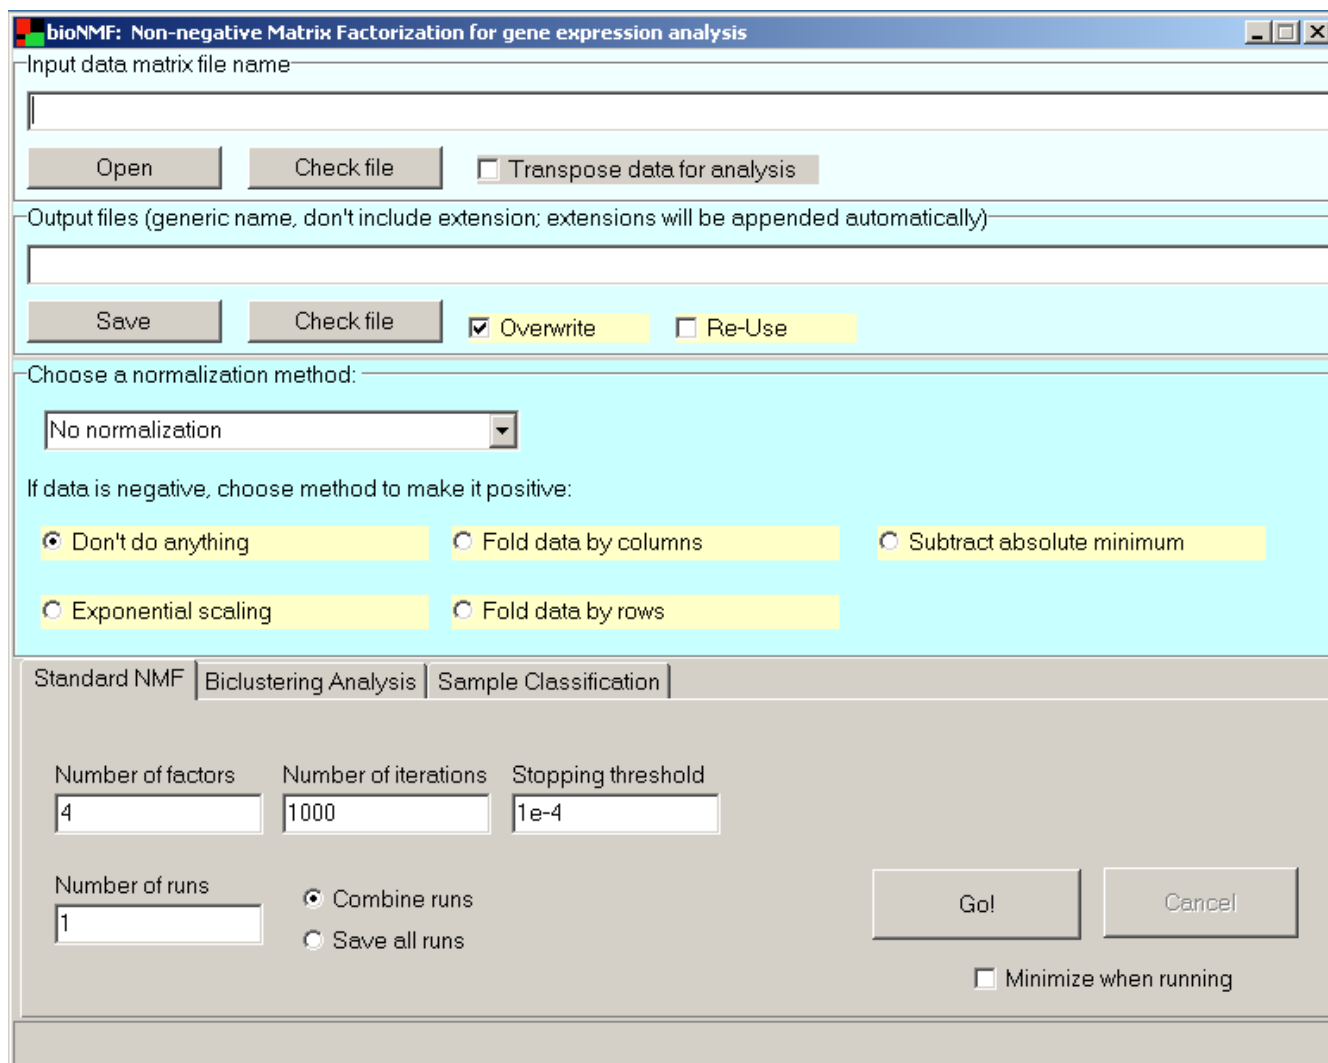 bioNMF: Non-negative Matrix Factorization for gene expression analysis
Input data matrix file name
Open Check file Transpose data for analysis
Output files (generic name, don't include extension; extensions will be appended automatically)
Save Check file Overwrite Re-Use
Choose a normalization method:
No normalization
If data is negative, choose method to make it positive:
Don't do anything Fold data by columns Subtract absolute minimum
Exponential scaling Fold data by rows
Standard NMF Biclustering Analysis Sample Classification
Number of factors Number of iterations Stopping threshold
4 1000 1e-4
Number of runs
1
Combine runs
Save all runs
Go! Cancel
Minimize when running